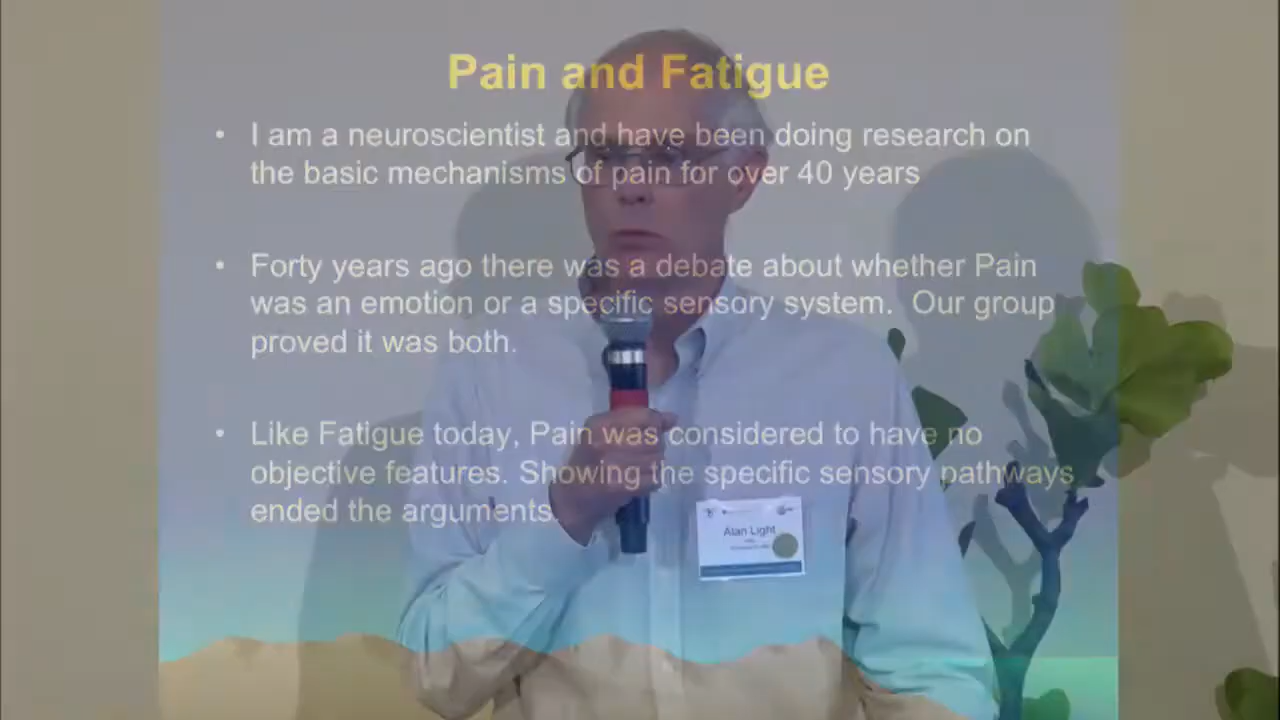 Pain and Fatigue
• I am a neuroscientist and have been doing research on
the basic mechanisms of pain for over 40 years
• Forty years ago there was a debate about whether Pain
was an emotion or a specific sensory system. Our group
proved it was both.
• Like Fatigue today, Pain was considered to have no
objective features. Showing the specific sensory pathways
ended the arguments.
Alan Light